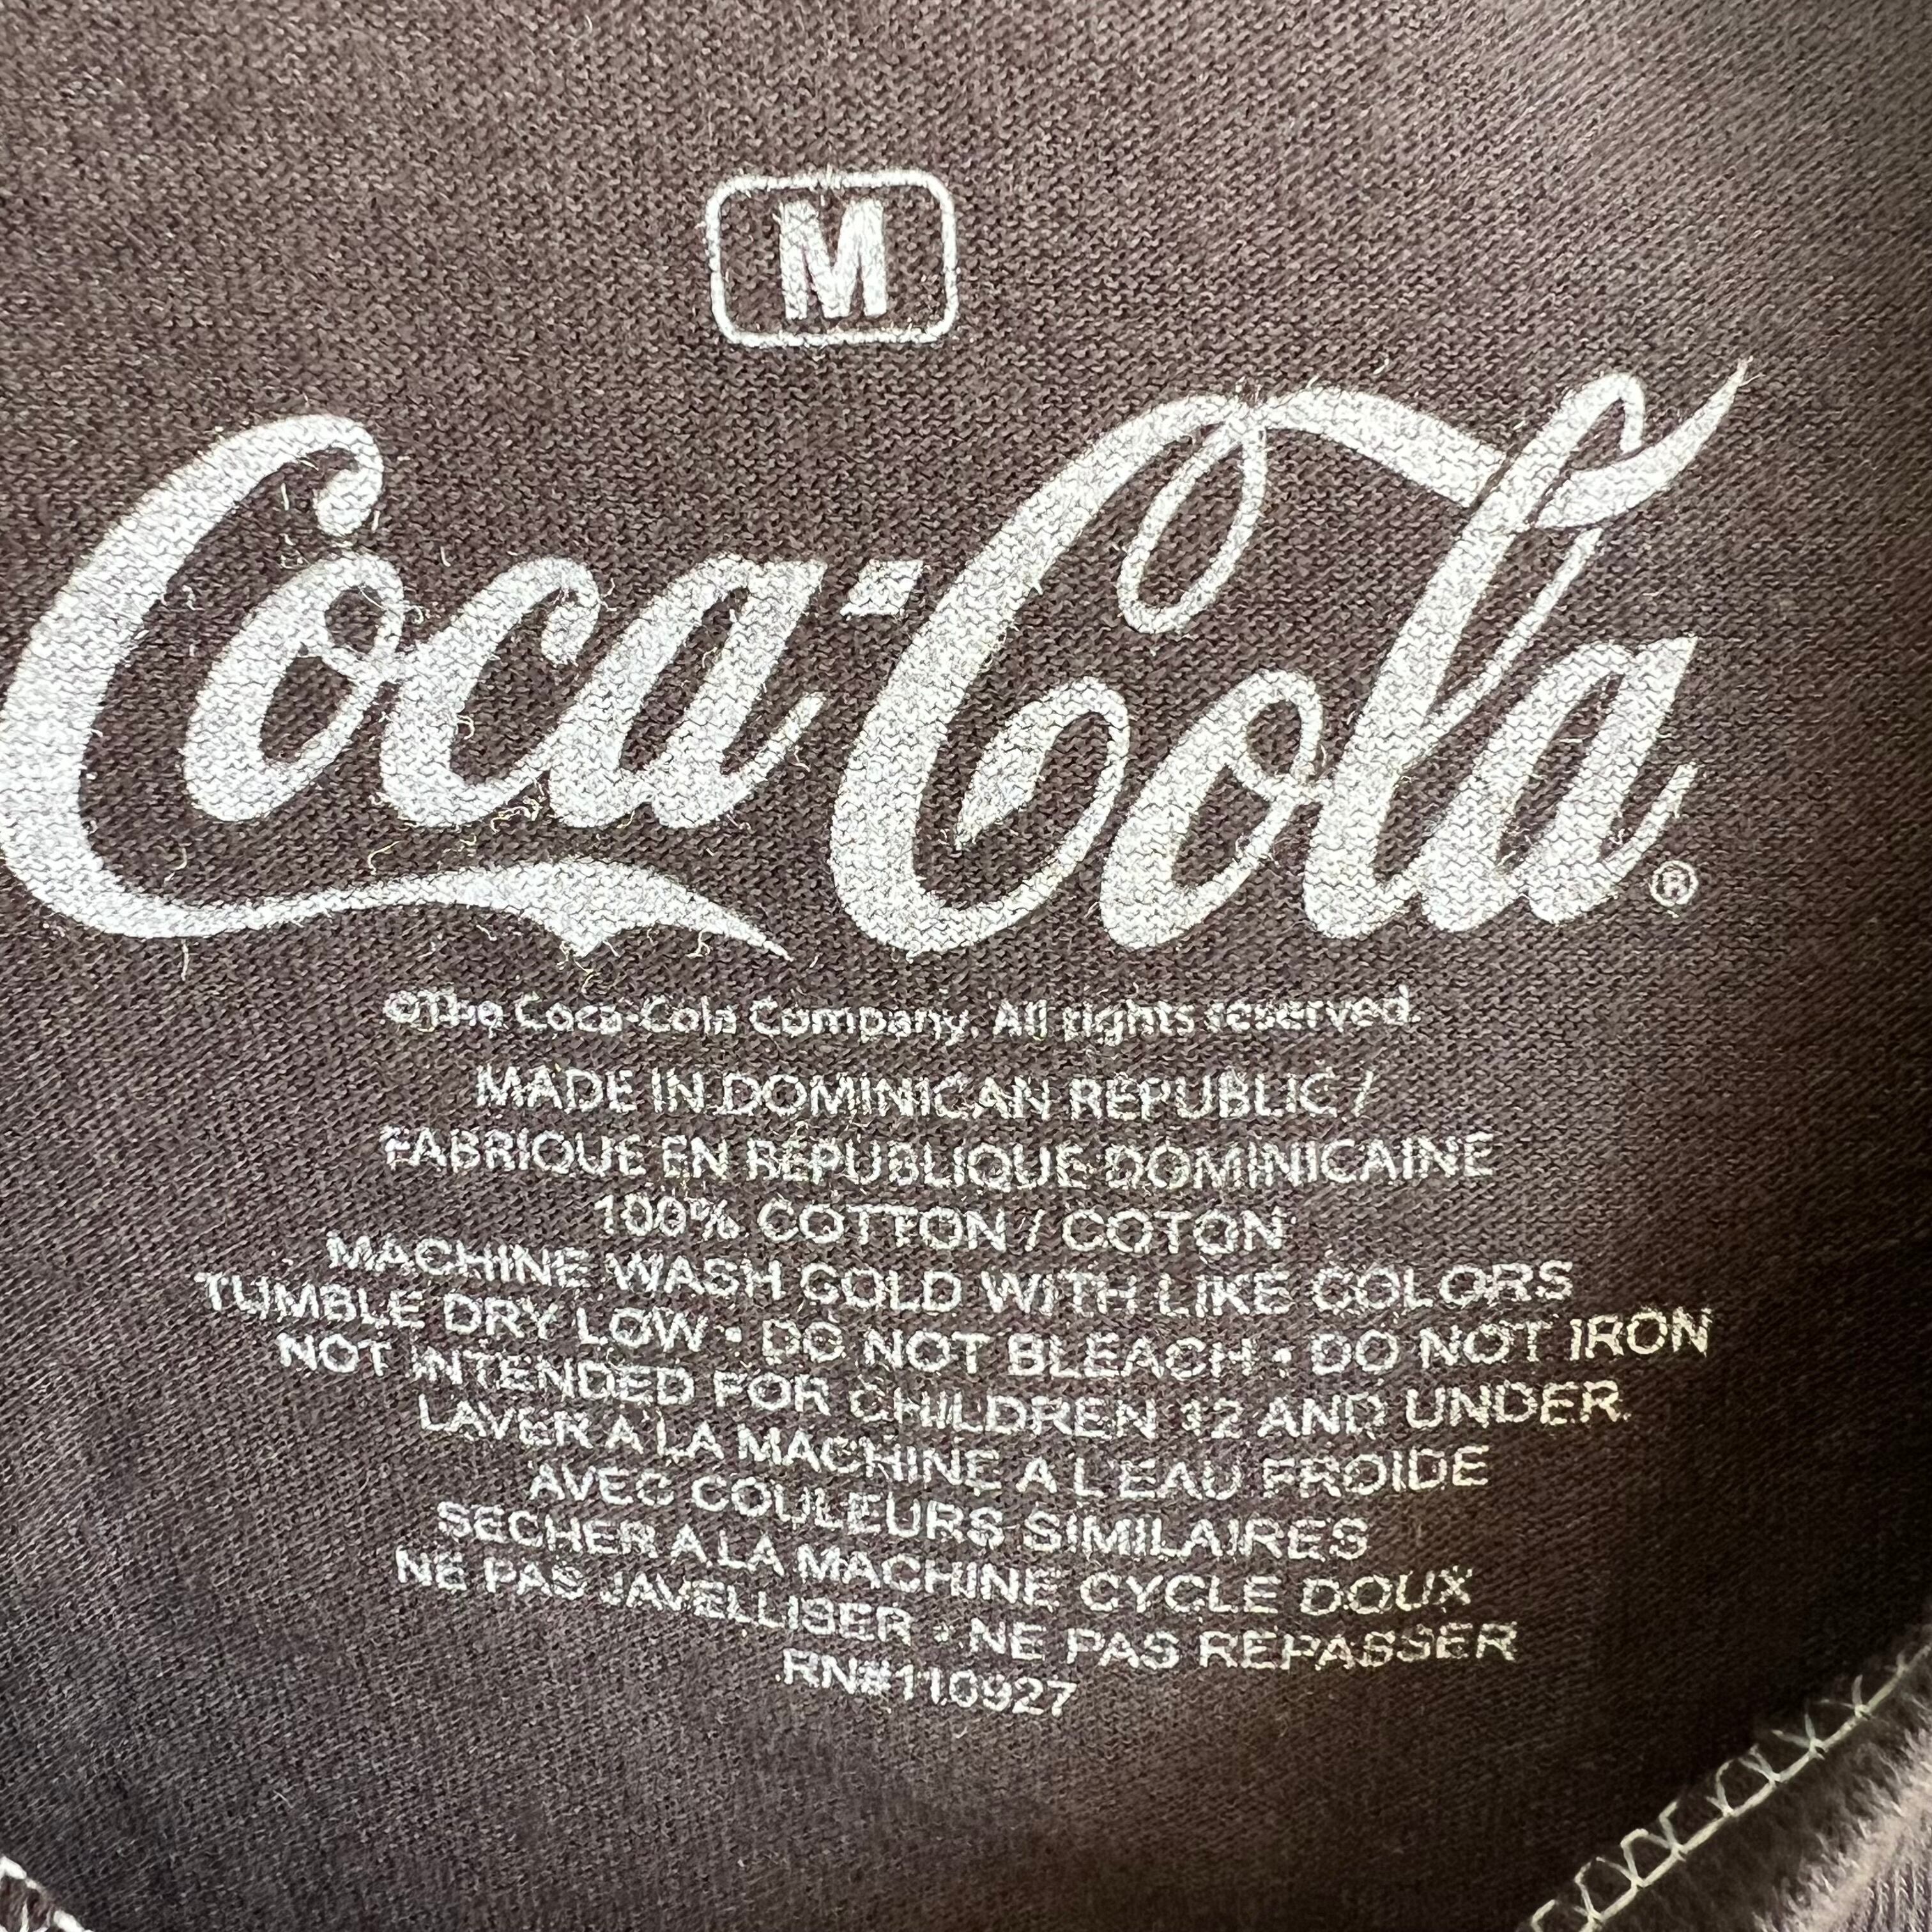 M
Coca-Cola®
©The Coca-Cola Company. All rights reserved.
MADE IN DOMINICAN REPUBLIC /
FABRIQUE EN REPUBLIQUE DOMINICAINE
100% COTTON / COTON
MACHINE WASH COLD WITH LIKE COLORS
TUMBLE DRY LOW • DO NOT BLEACH • DO NOT IRON
NOT INTENDED FOR CHILDREN 12 AND UNDER.
LAVER A LA MACHINE A L'EAU FROIDE
AVEC COULEURS SIMILAIRES
SECHER A LA MACHINE CYCLE DOUX
NE PAS JAVELLISER • NE PAS REPASSER
RN#110927